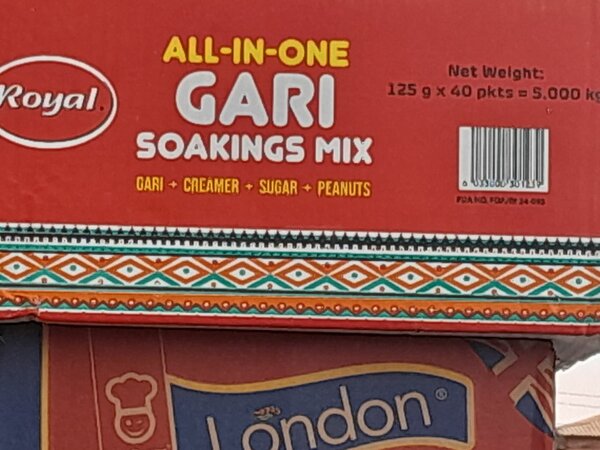 Royal.
ALL-IN-ONE
GARI
SOAKINGS MIX
GARI + CREAMER + SUGAR + PEANUTS
Net Weight:
125 g x 40 pkts = 5.000 kg
London®